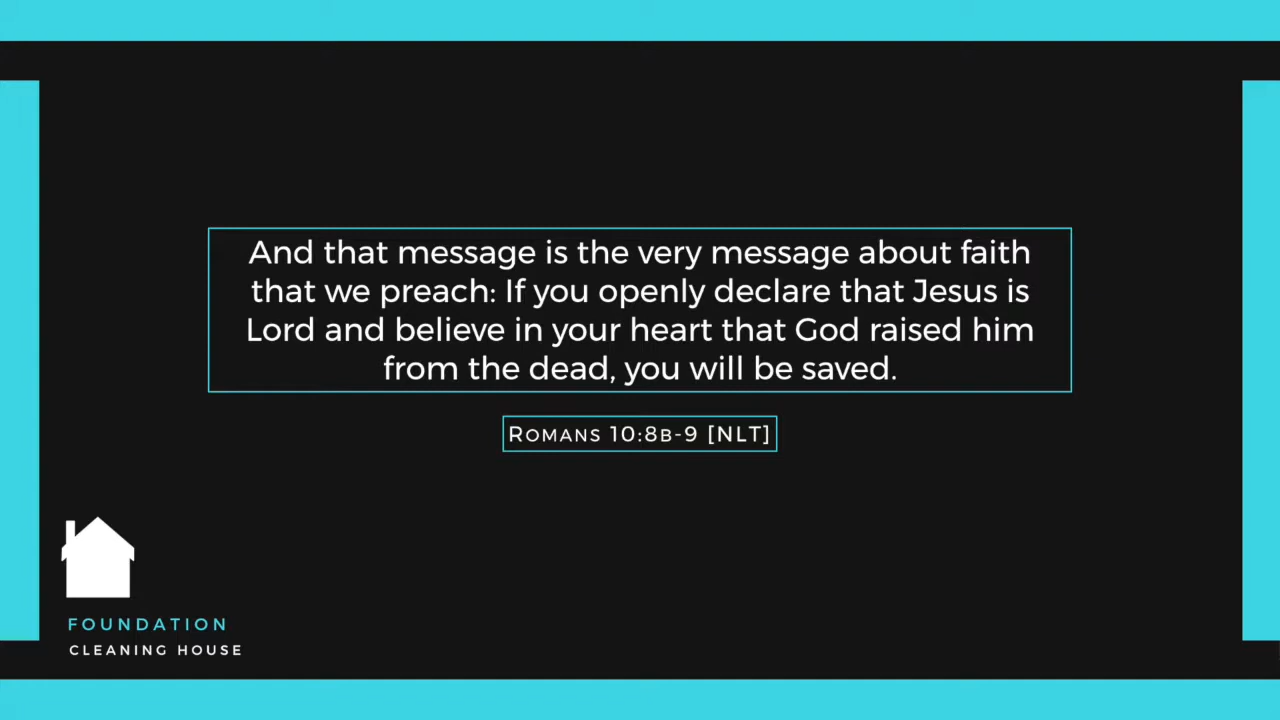 And that message is the very message about faith
that we preach: If you openly declare that Jesus is
Lord and believe in your heart that God raised him
from the dead, you will be saved.
Romans 10:8b-9 [NLT]
FOUNDATION
CLEANING HOUSE